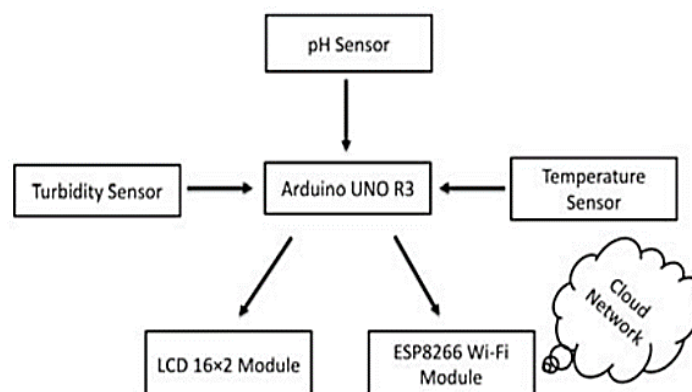 pH Sensor
Turbidity Sensor
Arduino UNO R3
Temperature
Sensor
Cloud
Network
LCD 16×2 Module
ESP8266 Wi-Fi
Module